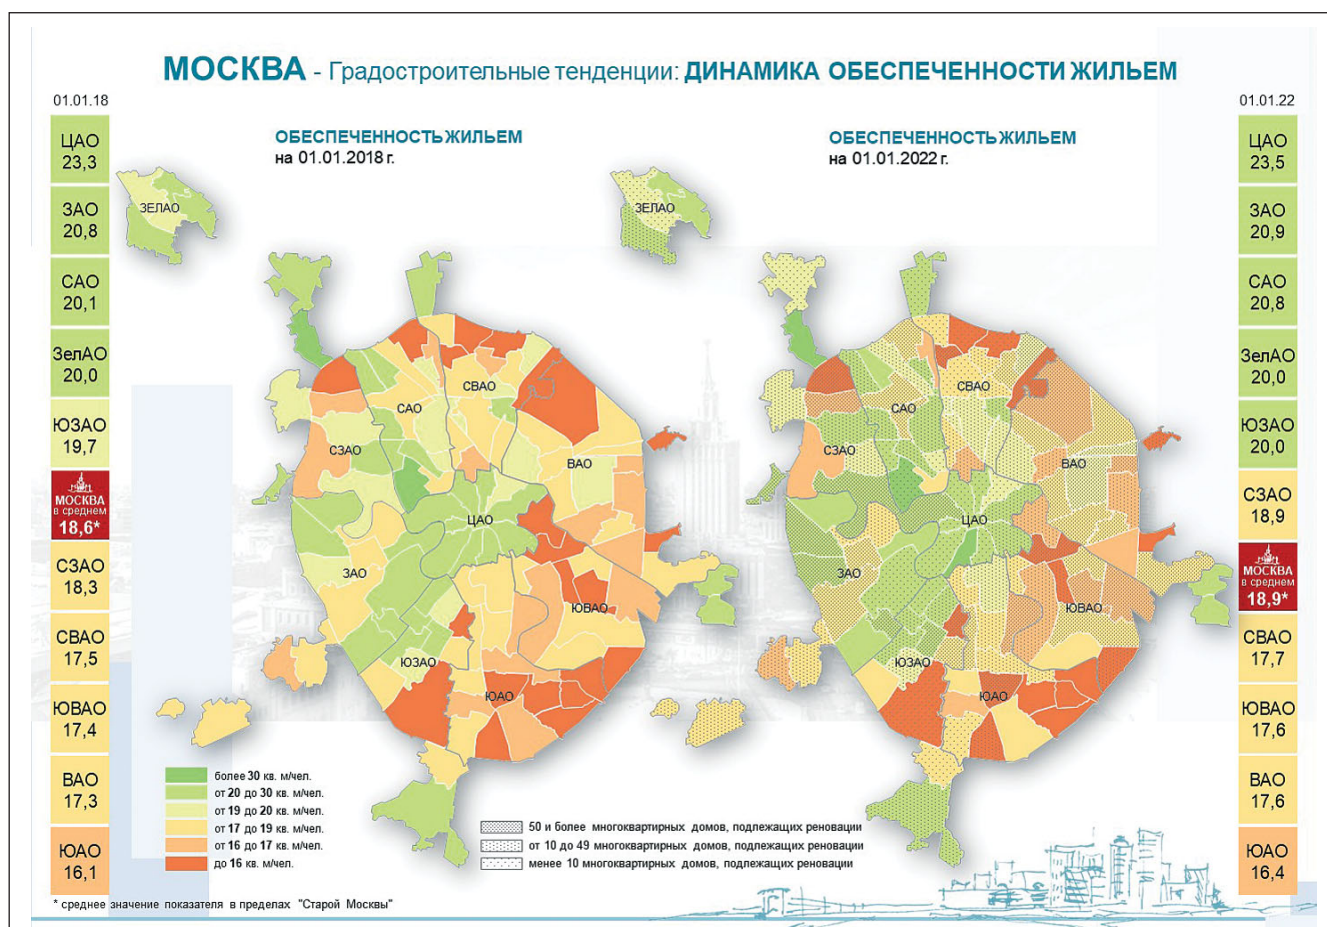 МОСКВА - Градостроительные тенденции: ДИНАМИКА ОБЕСПЕЧЕННОСТИ ЖИЛЬЕМ
01.01.18
ЦАО
23,3
ЗАО
20,8
САО
20,1
ЗелАО
20,0
ЮЗАО
19,7
МОСКВА
в среднем
18,6*
СЗАО
18,3
СВАО
17,5
ЮВАО
17,4
ВАО
17,3
ЮАО
16,1
ОБЕСПЕЧЕННОСТЬ ЖИЛЬЕМ
на 01.01.2018 г.
ЗЕЛАО
СВАО
САО
СЗАО
ВАО
ЦАО
ЗАО
ЮВАО
ЮЗАО
ЮАО
более 30 кв. м/чел.
от 20 до 30 кв. м/чел.
от 19 до 20 кв. м/чел.
от 17 до 19 кв. м/чел.
от 16 до 17 кв. м/чел.
до 16 кв. м/чел.
ОБЕСПЕЧЕННОСТЬ ЖИЛЬЕМ
на 01.01.2022 г.
ЗЕЛАО
СВАО
САО
СЗАО
ВАО
ЦАО
ЗАО
ЮВАО
ЮЗАО
ЮАО
50 и более многоквартирных домов, подлежащих реновации
от 10 до 49 многоквартирных домов, подлежащих реновации
менее 10 многоквартирных домов, подлежащих реновации
01.01.22
ЦАО
23,5
ЗАО
20,9
САО
20,8
ЗелАО
20,0
ЮЗАО
20,0
СЗАО
18,9
МОСКВА
в среднем
18,9*
СВАО
17,7
ЮВАО
17,6
ВАО
17,6
ЮАО
16,4
* среднее значение показателя в пределах "Старой Москвы"